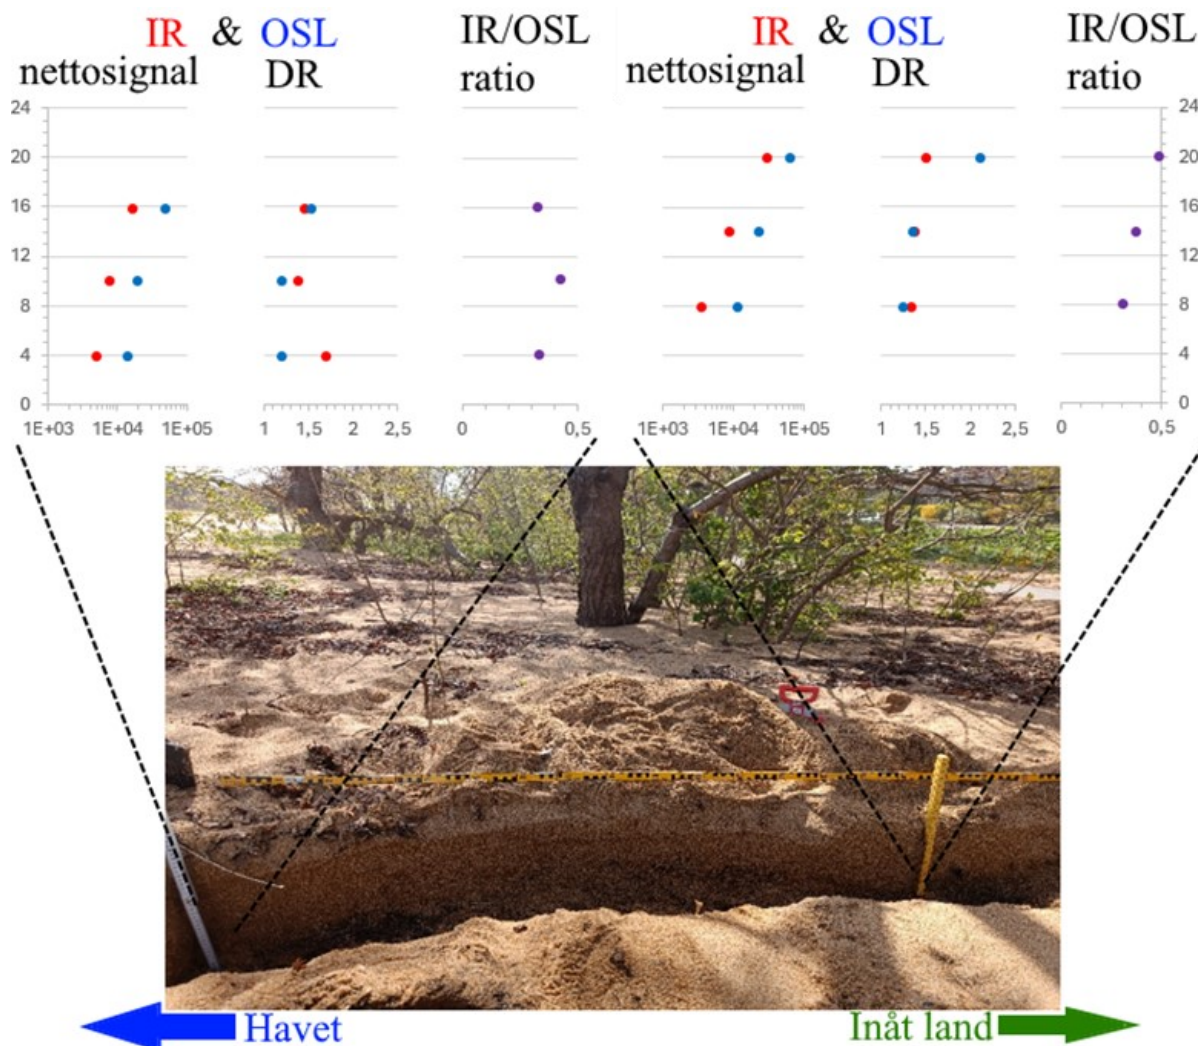 IR & OSL
nettosignal DR
IR/OSL
ratio
IR & OSL
nettosignal DR
IR/OSL
ratio
24
20
16
12
8
4
0
1E+03 1E+04 1E+05
1 1,5 2 2,5
0 0,5
1E+03 1E+04 1E+05
1 1,5 2 2,5
0 0,5
24
20
16
12
8
4
0
Havet
Inåt land